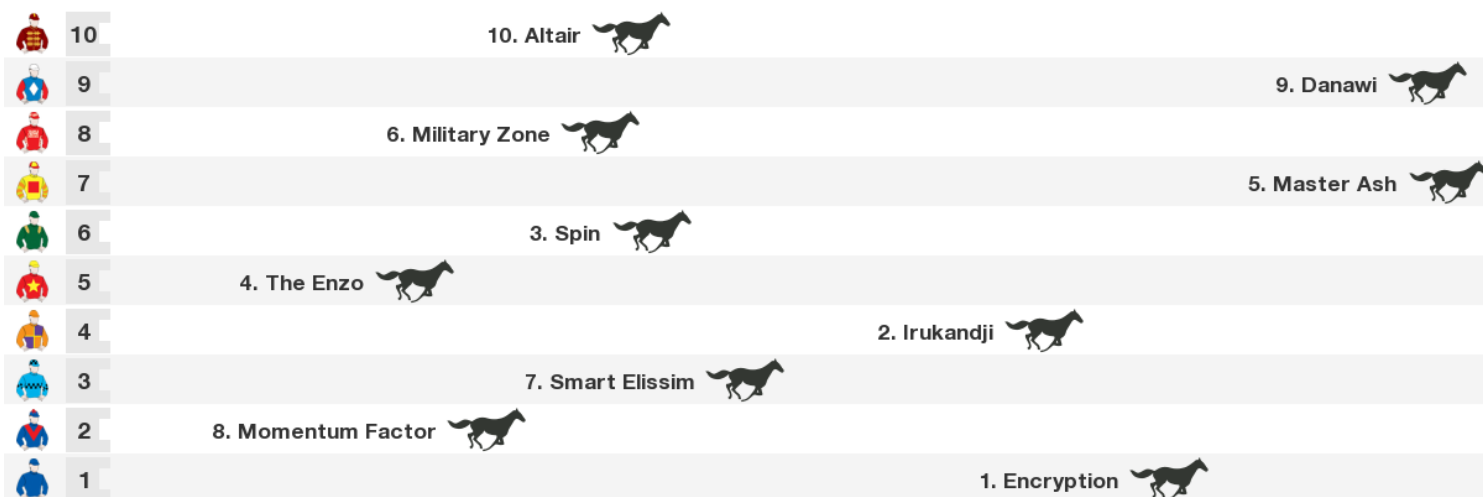 10 10. Altair
9 9. Danawi
8 6. Military Zone
7 5. Master Ash
6 3. Spin
5 4. The Enzo
4 2. Irukandji
3 7. Smart Elissim
2 8. Momentum Factor
1 1. Encryption